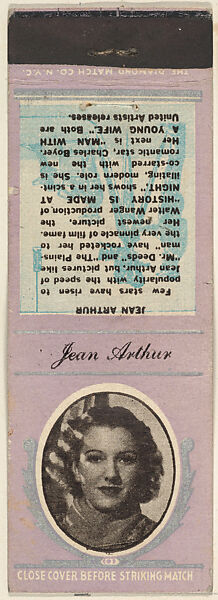 THE DIAMOND MATCH CO. N.Y.C.
JEAN ARTHUR
Few stars have risen to
popularity with the speed of
Jean Arthur, but pictures like
"Mr. Deeds" and "The Plains-
man" have rocketed her to
the very pinnacle of film fame.
Her newest picture, the
Walter Wanger production of
"HISTORY IS MADE AT
NIGHT," shows her in a scint-
illating, modern role. She is
co-starred with the new
romantic star, Charles Boyer.
Her next is "MAN WITH
A YOUNG WIFE." Both are
United Artists releases.
Jean Arthur
CLOSE COVER BEFORE STRIKING MATCH